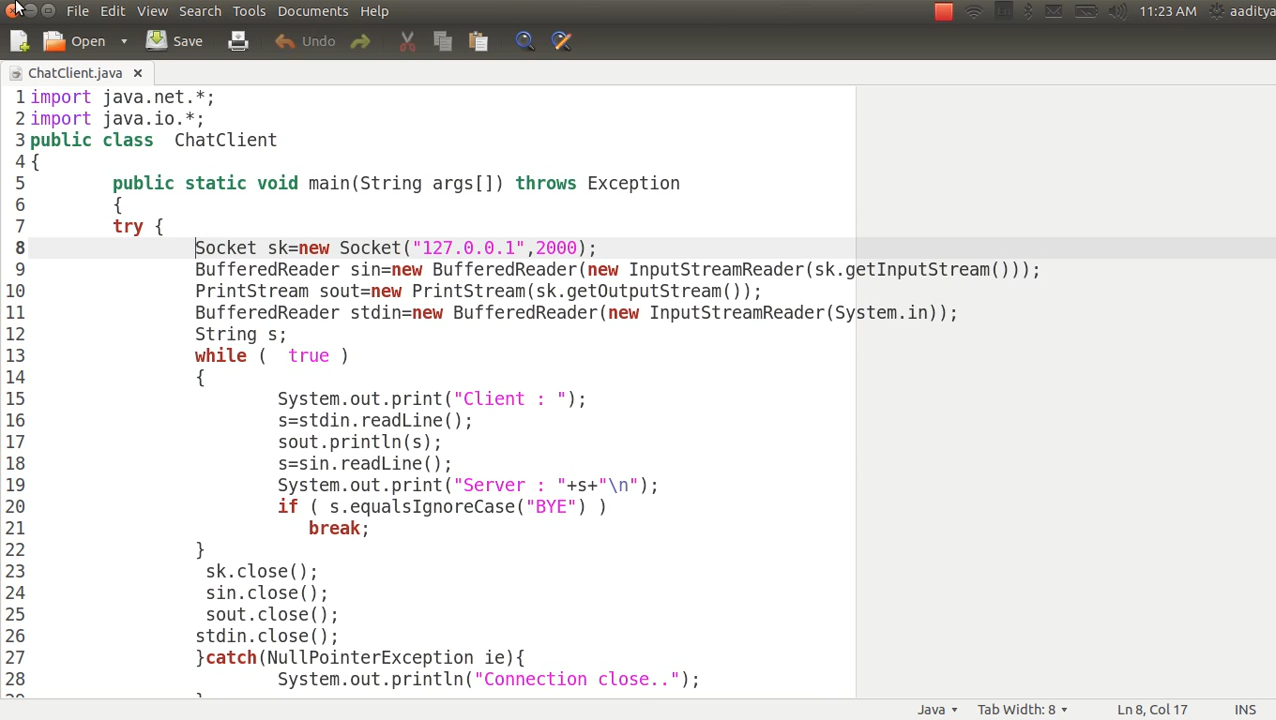 File Edit View Search Tools Documents Help 11:23 AM aaditya
Open Save Undo
ChatClient.java ×
1 import java.net.*;
2 import java.io.*;
3 public class  ChatClient
4 {
5         public static void main(String args[]) throws Exception
6         {
7         try {
8                 Socket sk=new Socket("127.0.0.1",2000);
9                 BufferedReader sin=new BufferedReader(new InputStreamReader(sk.getInputStream()));
10                 PrintStream sout=new PrintStream(sk.getOutputStream());
11                 BufferedReader stdin=new BufferedReader(new InputStreamReader(System.in));
12                 String s;
13                 while (  true )
14                 {
15                         System.out.print("Client : ");
16                         s=stdin.readLine();
17                         sout.println(s);
18                         s=sin.readLine();
19                         System.out.print("Server : "+s+"\n");
20                         if ( s.equalsIgnoreCase("BYE") )
21                            break;
22                 }
23                  sk.close();
24                  sin.close();
25                  sout.close();
26                 stdin.close();
27                 }catch(NullPointerException ie){
28                         System.out.println("Connection close..");
Java Tab Width: 8 Ln 8, Col 17 INS